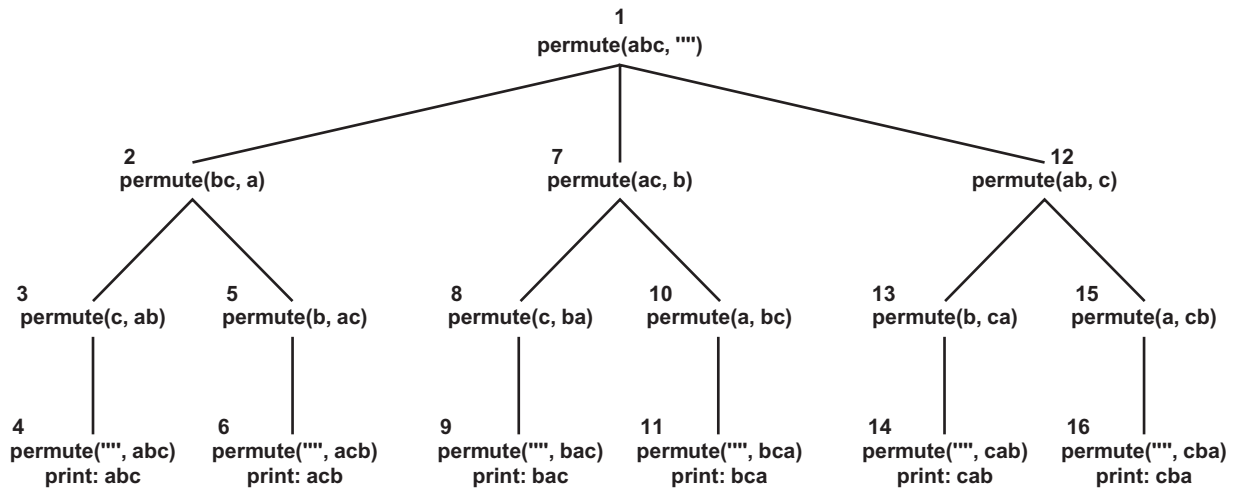 1
permute(abc, "")
2 7 12
permute(bc, a) permute(ac, b) permute(ab, c)
3 5 8 10 13 15
permute(c, ab) permute(b, ac) permute(c, ba) permute(a, bc) permute(b, ca) permute(a, cb)
4 6 9 11 14 16
permute("", abc) permute("", acb) permute("", bac) permute("", bca) permute("", cab) permute("", cba)
print: abc print: acb print: bac print: bca print: cab print: cba